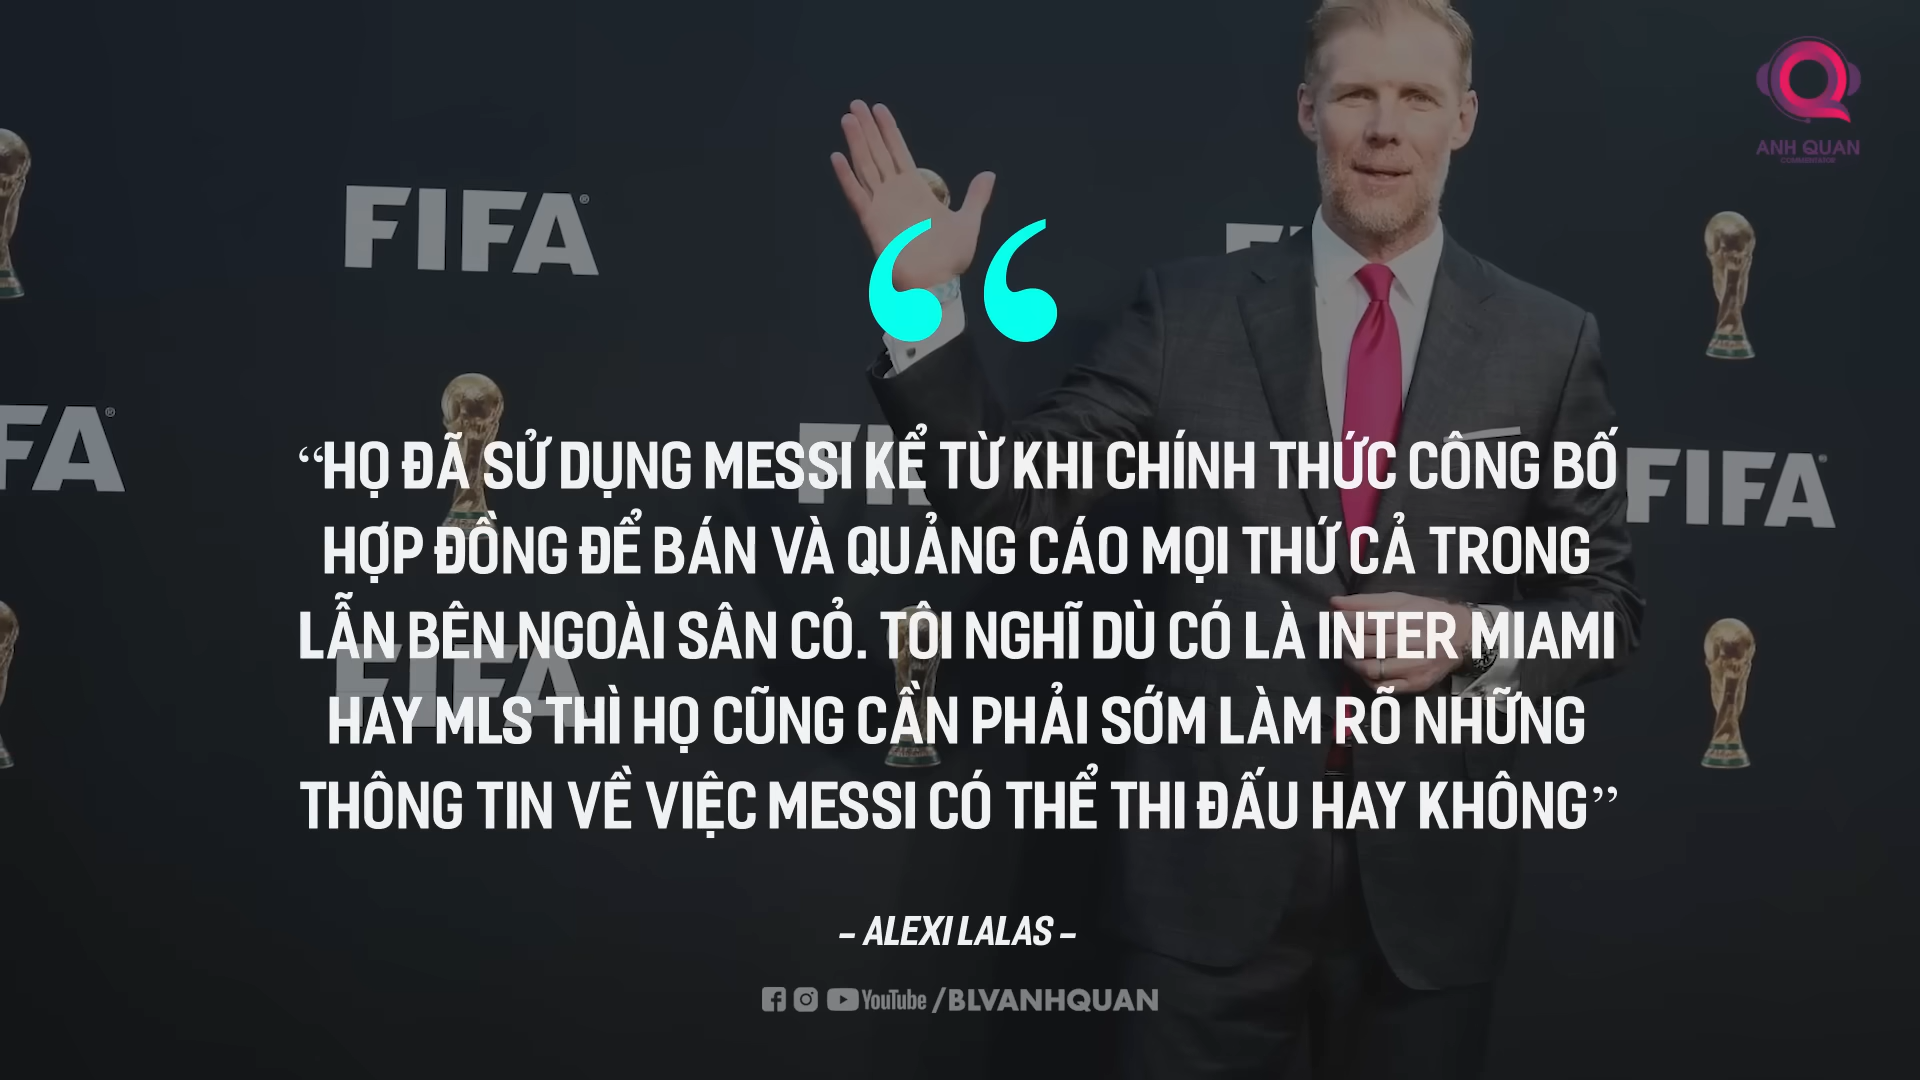 ANH QUAN
COMMENTATOR
FIFA®
FIFA®
FIFA®
“HỌ ĐÃ SỬ DỤNG MESSI KỂ TỪ KHI CHÍNH THỨC CÔNG BỐ
HỢP ĐỒNG ĐỂ BÁN VÀ QUẢNG CÁO MỌI THỨ CẢ TRONG
LẪN BÊN NGOÀI SÂN CỎ. TÔI NGHĨ DÙ CÓ LÀ INTER MIAMI
HAY MLS THÌ HỌ CŨNG CẦN PHẢI SỚM LÀM RÕ NHỮNG
THÔNG TIN VỀ VIỆC MESSI CÓ THỂ THI ĐẤU HAY KHÔNG”
FIFA
– ALEXI LALAS –
YouTube /BLVANHQUAN